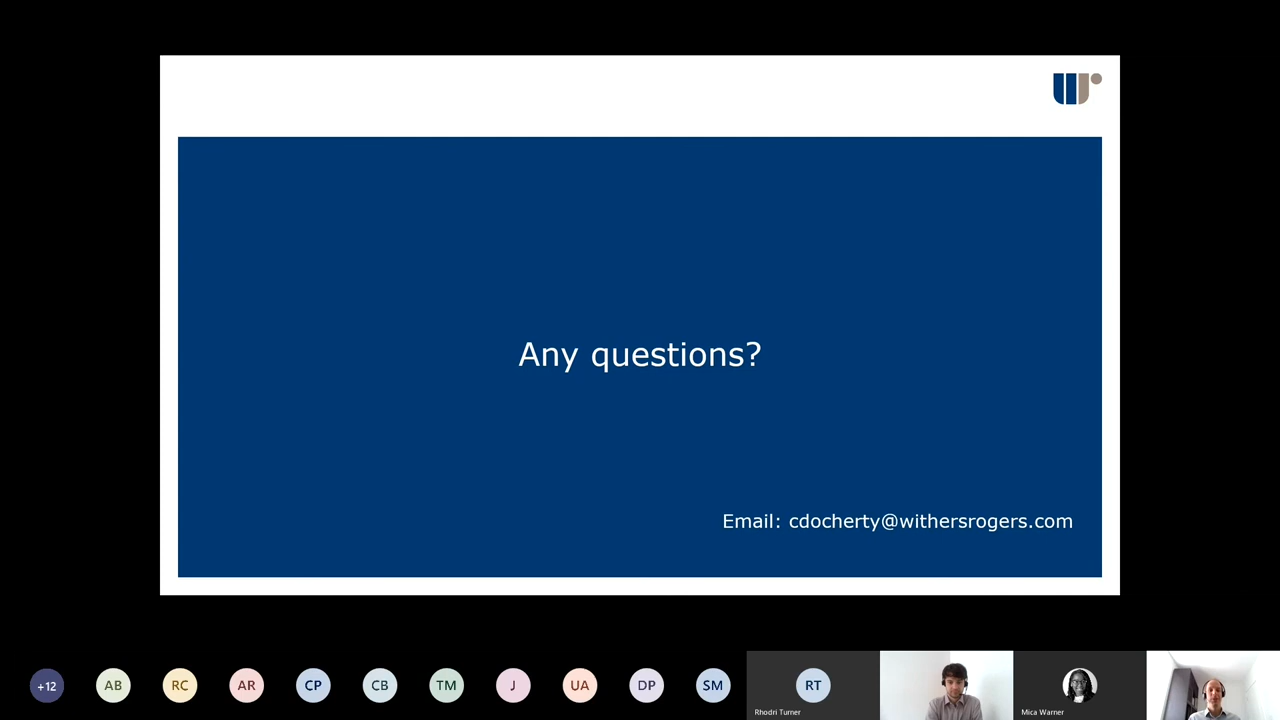 Any questions?
Email: cdocherty@withersrogers.com
+12
AB
RC
AR
CP
CB
TM
J
UA
DP
SM
RT
Rhodri Turner
Mica Warner